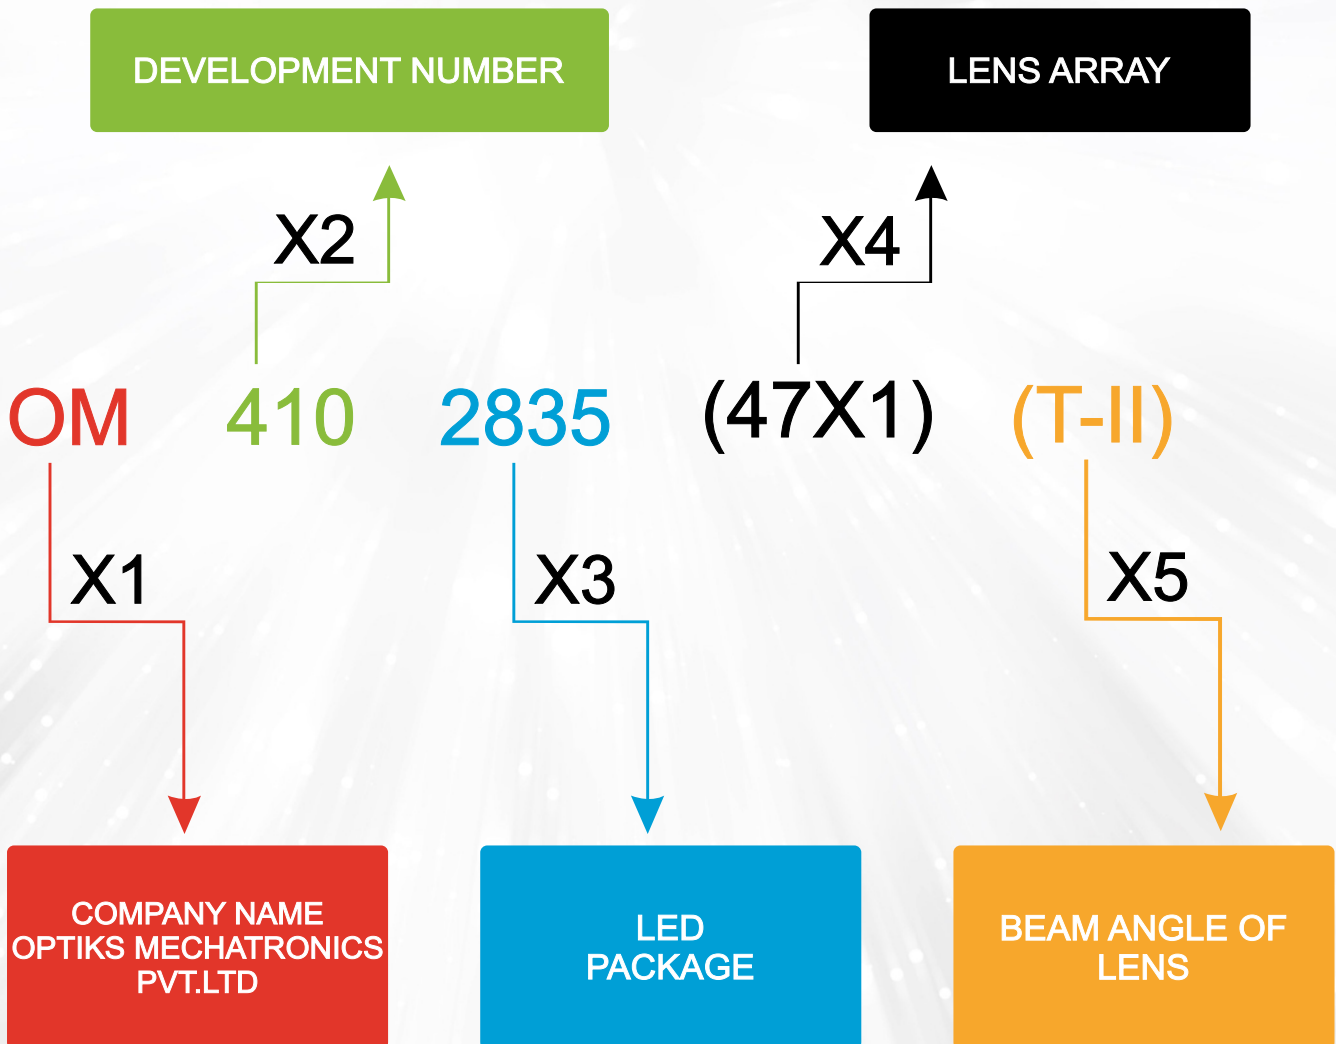 DEVELOPMENT NUMBER
LENS ARRAY
X2
X4
OM 410 2835 (47X1) (T-II)
X1
X3
X5
COMPANY NAME
OPTIKS MECHATRONICS
PVT.LTD
LED
PACKAGE
BEAM ANGLE OF
LENS